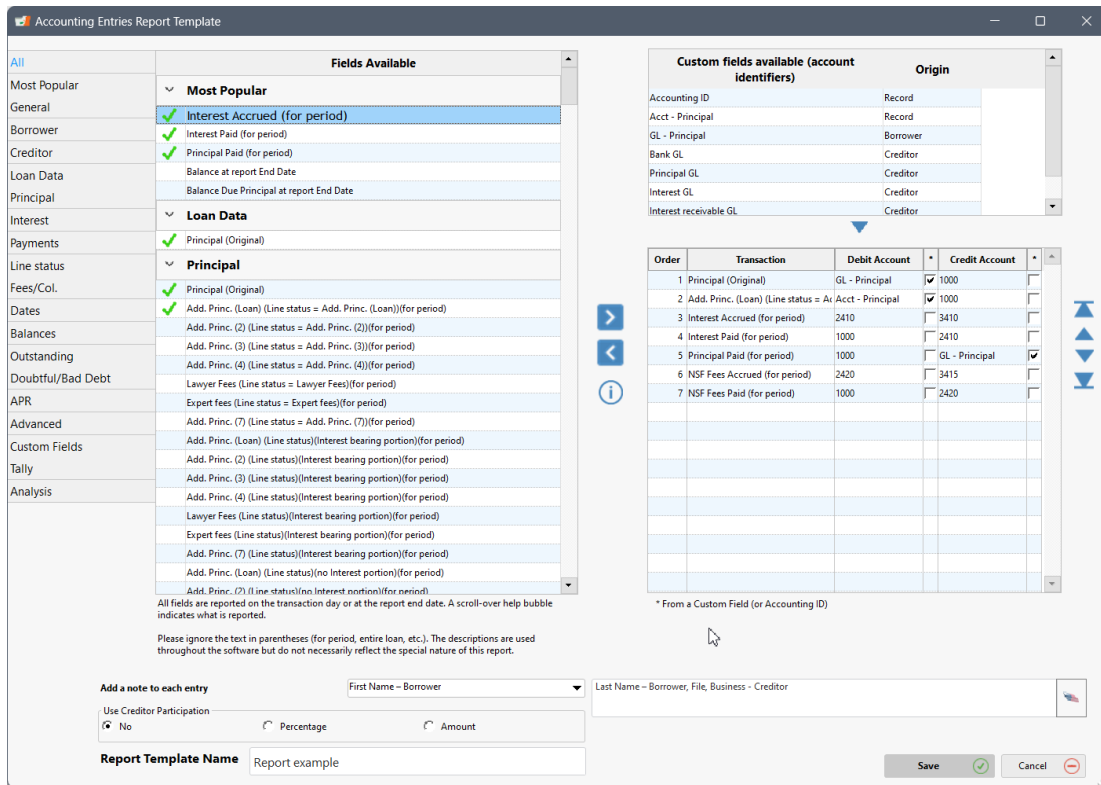 Accounting Entries Report Template
All
Most Popular
General
Borrower
Creditor
Loan Data
Principal
Interest
Payments
Line status
Fees/Col.
Dates
Balances
Outstanding
Doubtful/Bad Debt
APR
Advanced
Custom Fields
Tally
Analysis
Fields Available
Most Popular
Interest Accrued (for period)
Interest Paid (for period)
Principal Paid (for period)
Balance at report End Date
Balance Due Principal at report End Date
Loan Data
Principal (Original)
Principal
Principal (Original)
Add. Princ. (Loan) (Line status = Add. Princ. (Loan))(for period)
Add. Princ. (2) (Line status = Add. Princ. (2))(for period)
Add. Princ. (3) (Line status = Add. Princ. (3))(for period)
Add. Princ. (4) (Line status = Add. Princ. (4))(for period)
Lawyer Fees (Line status = Lawyer Fees)(for period)
Expert fees (Line status = Expert fees)(for period)
Add. Princ. (7) (Line status = Add. Princ. (7))(for period)
Add. Princ. (Loan) (Line status)(Interest bearing portion)(for period)
Add. Princ. (2) (Line status)(Interest bearing portion)(for period)
Add. Princ. (3) (Line status)(Interest bearing portion)(for period)
Add. Princ. (4) (Line status)(Interest bearing portion)(for period)
Lawyer Fees (Line status)(Interest bearing portion)(for period)
Expert fees (Line status)(Interest bearing portion)(for period)
Add. Princ. (7) (Line status)(Interest bearing portion)(for period)
Add. Princ. (Loan) (Line status)(no Interest portion)(for period)
Add. Princ. (2) (Line status)(no Interest portion)(for period)
All fields are reported on the transaction day or at the report end date. A scroll-over help bubble
indicates what is reported.
Please ignore the text in parentheses (for period, entire loan, etc.). The descriptions are used
throughout the software but do not necessarily reflect the special nature of this report.
Custom fields available (account
identifiers) Origin
Accounting ID Record
Acct - Principal Record
GL - Principal Borrower
Bank GL Creditor
Principal GL Creditor
Interest GL Creditor
Interest receivable GL Creditor
Order Transaction Debit Account * Credit Account *
1 Principal (Original) GL - Principal 1000
2 Add. Princ. (Loan) (Line status = Ac Acct - Principal 1000
3 Interest Accrued (for period) 2410 3410
4 Interest Paid (for period) 1000 2410
5 Principal Paid (for period) 1000 GL - Principal
6 NSF Fees Accrued (for period) 2420 3415
7 NSF Fees Paid (for period) 1000 2420
* From a Custom Field (or Accounting ID)
Add a note to each entry First Name – Borrower Last Name – Borrower, File, Business - Creditor
Use Creditor Participation
No Percentage Amount
Report Template Name Report example
Save Cancel